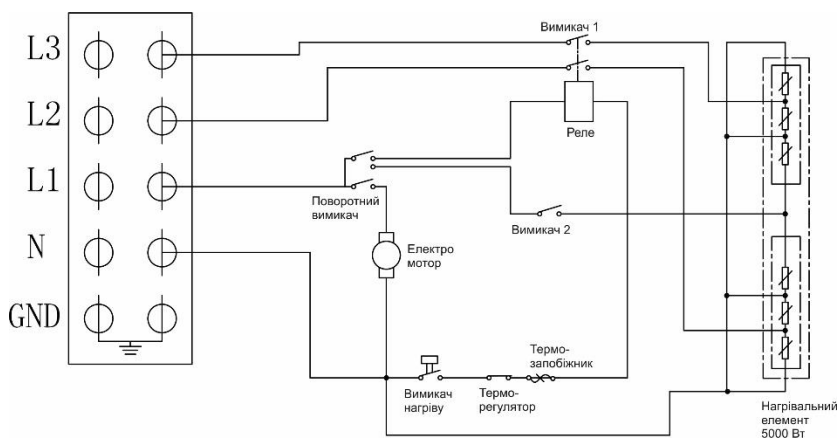 L3
L2
L1
N
GND
Вимикач 1
Реле
Поворотний
вимикач
Вимикач 2
Електро
мотор
Вимикач
нагріву
Термо-
регулятор
Термо-
запобіжник
Нагрівальний
елемент
5000 Вт